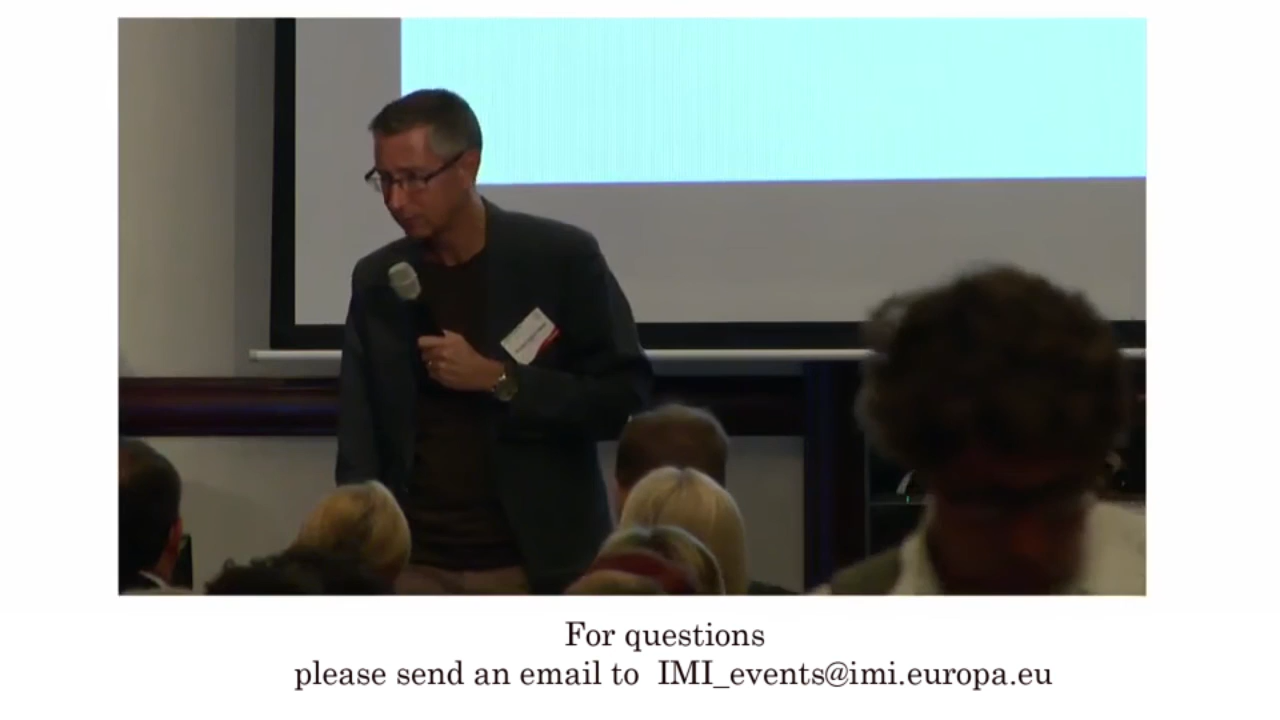 For questions
please send an email to IMI_events@imi.europa.eu